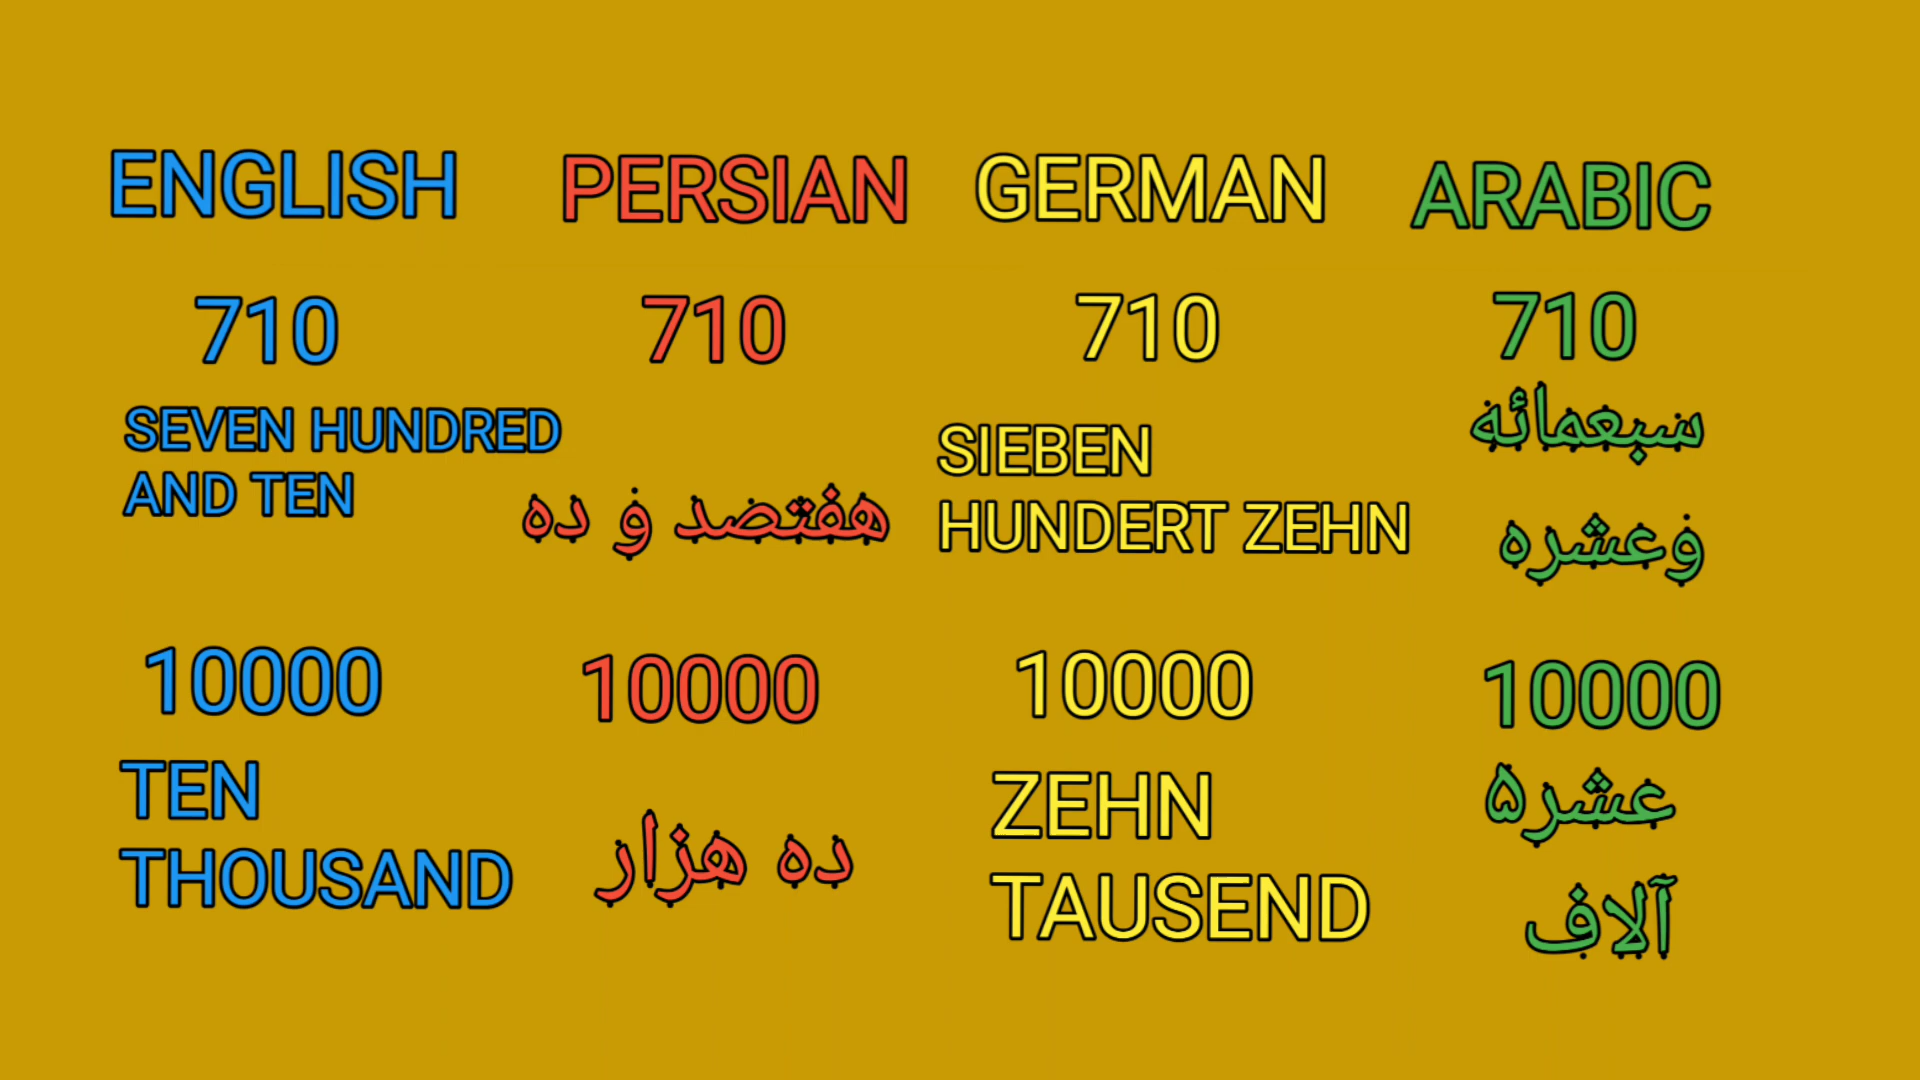 ENGLISH PERSIAN GERMAN ARABIC
710 710 710 710
SEVEN HUNDRED
AND TEN
هفتصد و ده
SIEBEN
HUNDERT ZEHN
سبعمائه
وعشره
10000 10000 10000 10000
TEN
THOUSAND
ده هزار
ZEHN
TAUSEND
عشر۵
آلاف